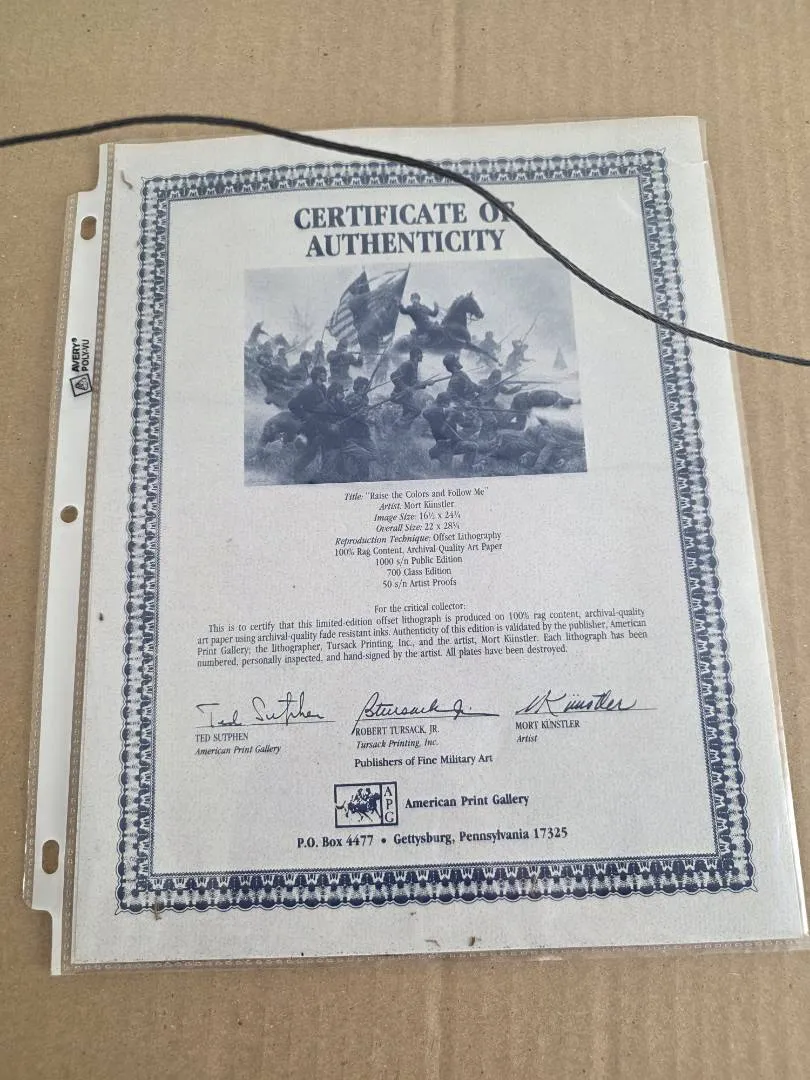 CERTIFICATE OF
AUTHENTICITY
AVERY®
POLY-VU
Title: "Raise the Colors and Follow Me"
Artist: Mort Künstler
Image Size: 16½ x 24¾
Overall Size: 22 x 28¾
Reproduction Technique: Offset Lithography
100% Rag Content, Archival Quality Art Paper
1000 s/n Public Edition
700 Class Edition
50 s/n Artist Proofs
For the critical collector:
This is to certify that this limited-edition offset lithograph is produced on 100% rag content, archival-quality
art paper using archival-quality fade resistant inks. Authenticity of this edition is validated by the publisher, American
Print Gallery; the lithographer, Tursack Printing, Inc., and the artist, Mort Künstler. Each lithograph has been
numbered, personally inspected, and hand-signed by the artist. All plates have been destroyed.
Ted Sutphen RTursack Jr. MKünstler
TED SUTPHEN ROBERT TURSACK, JR. MORT KÜNSTLER
American Print Gallery Tursack Printing, Inc. Artist
Publishers of Fine Military Art
APG American Print Gallery
P.O. Box 4477 • Gettysburg, Pennsylvania 17325